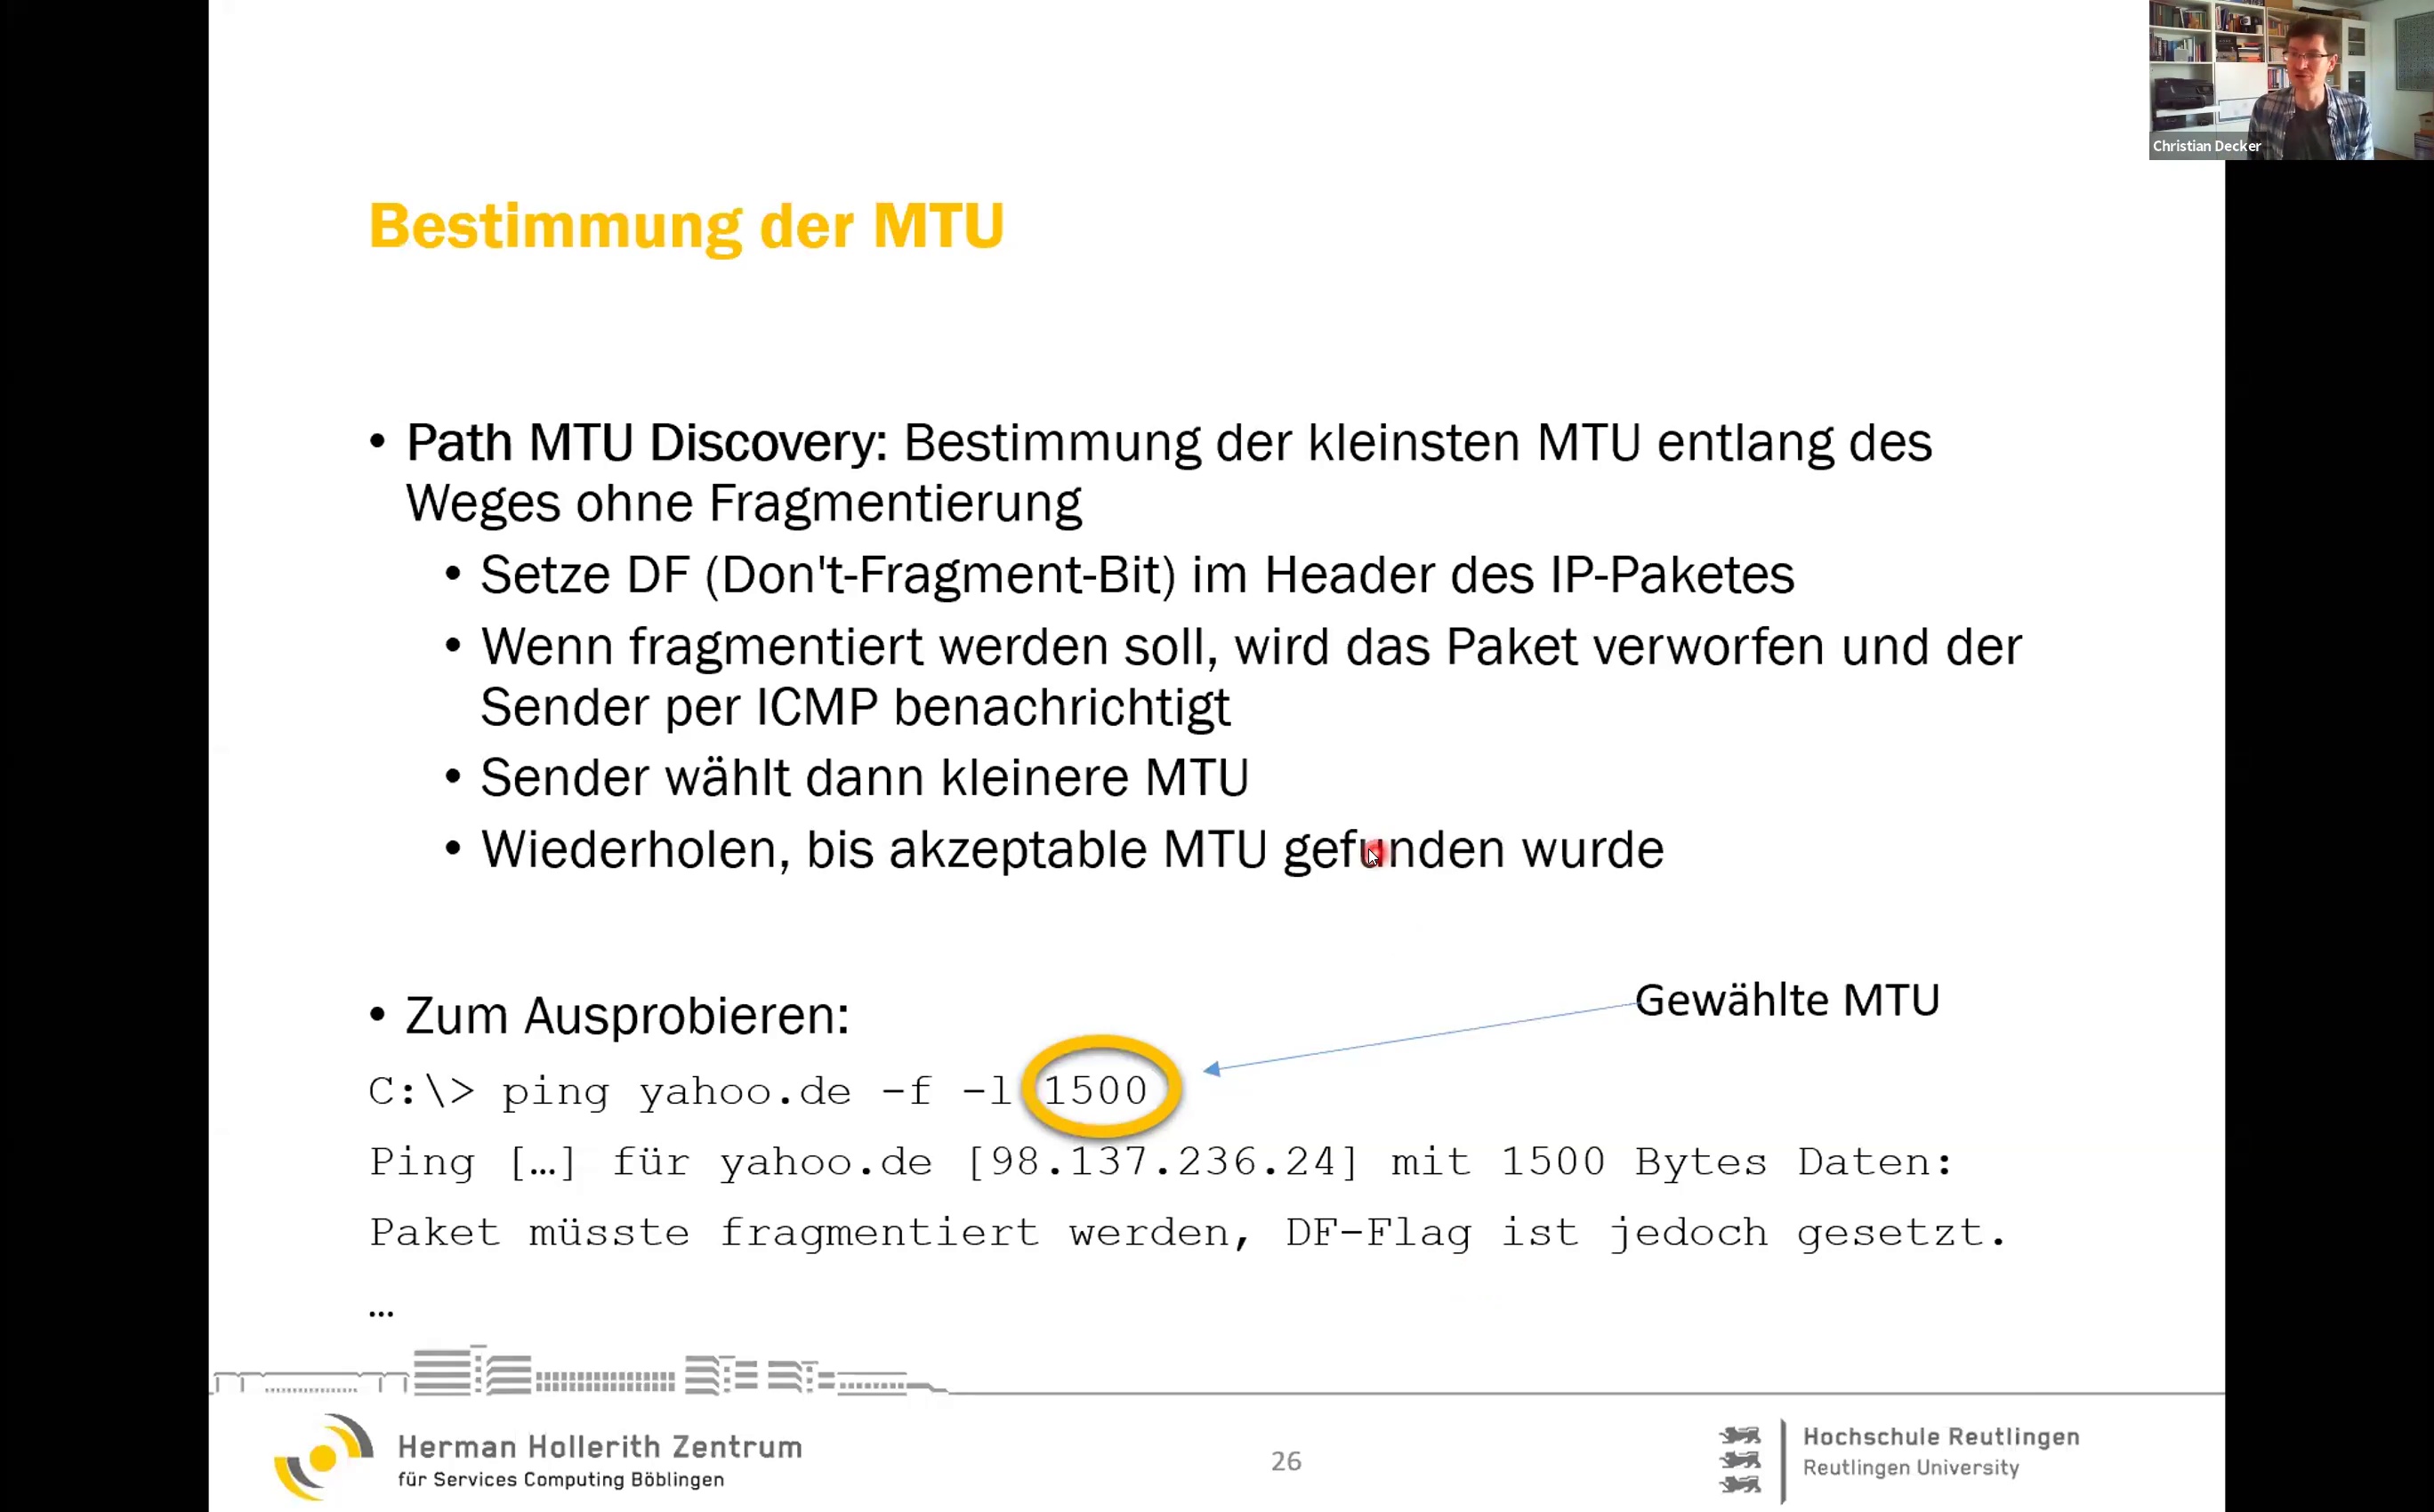 Christian Decker
Bestimmung der MTU
• Path MTU Discovery: Bestimmung der kleinsten MTU entlang des
Weges ohne Fragmentierung
• Setze DF (Don't-Fragment-Bit) im Header des IP-Paketes
• Wenn fragmentiert werden soll, wird das Paket verworfen und der
Sender per ICMP benachrichtigt
• Sender wählt dann kleinere MTU
• Wiederholen, bis akzeptable MTU gefunden wurde
Gewählte MTU
• Zum Ausprobieren:
C:\> ping yahoo.de -f -l 1500
Ping […] für yahoo.de [98.137.236.24] mit 1500 Bytes Daten:
Paket müsste fragmentiert werden, DF-Flag ist jedoch gesetzt.
…
Herman Hollerith Zentrum
für Services Computing Böblingen
26
Hochschule Reutlingen
Reutlingen University